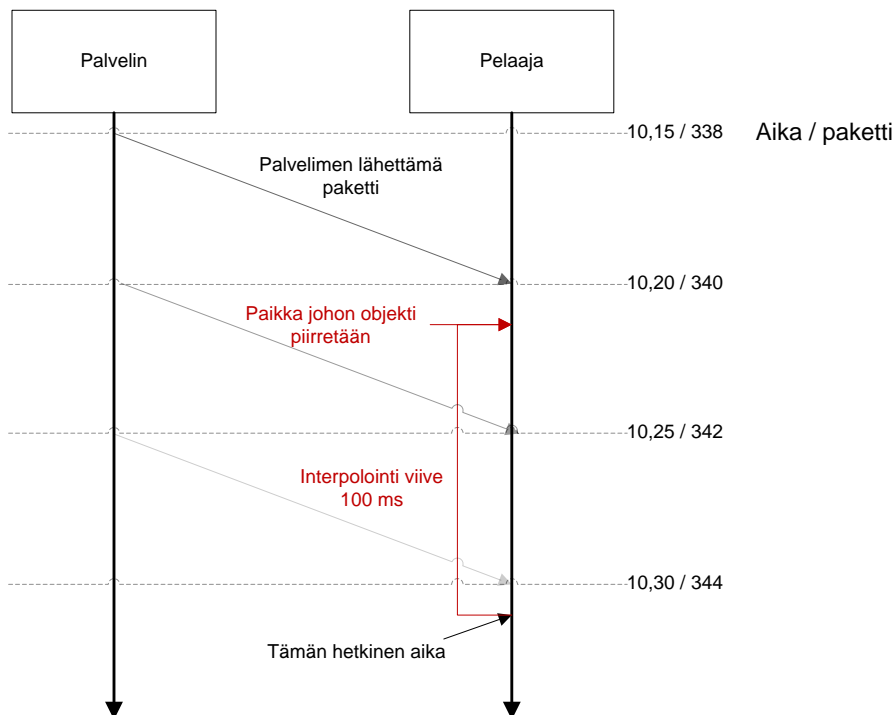 Palvelin
Pelaaja
10,15 / 338
Aika / paketti
Palvelimen lähettämä
paketti
10,20 / 340
Paikka johon objekti
piirretään
10,25 / 342
Interpolointi viive
100 ms
10,30 / 344
Tämän hetkinen aika